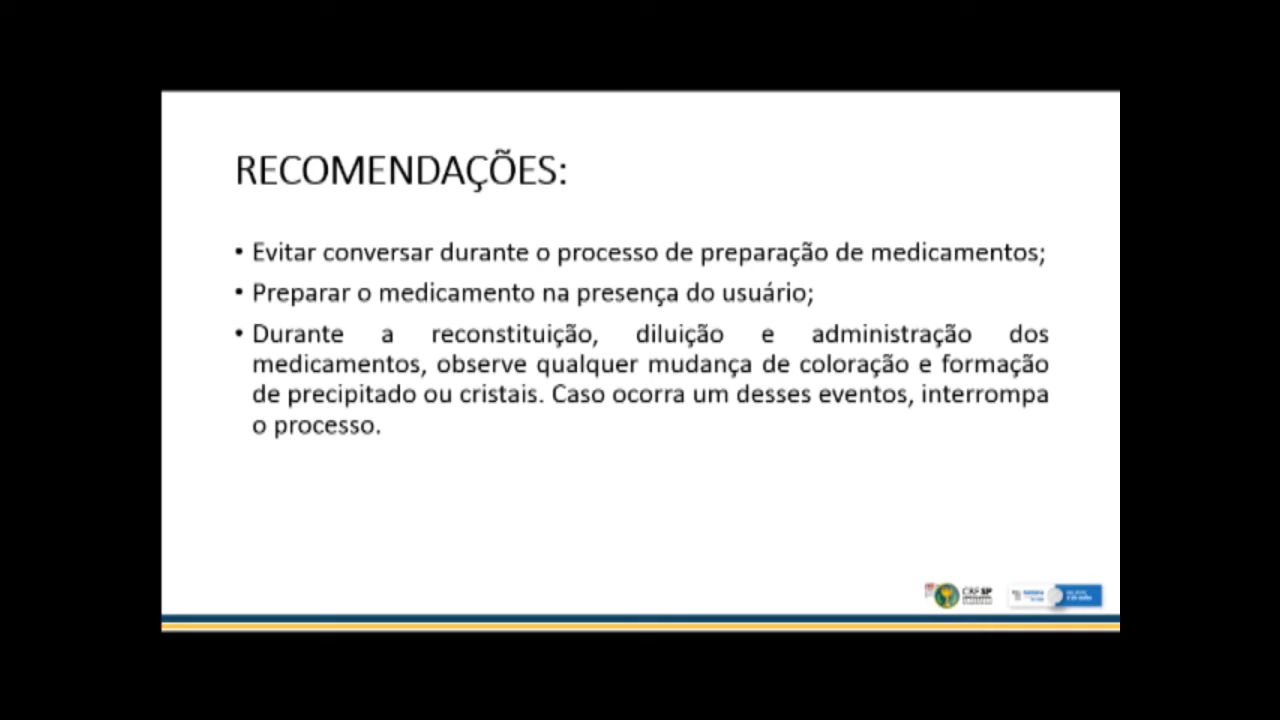 RECOMENDAÇÕES:
• Evitar conversar durante o processo de preparação de medicamentos;
• Preparar o medicamento na presença do usuário;
• Durante a reconstituição, diluição e administração dos
medicamentos, observe qualquer mudança de coloração e formação
de precipitado ou cristais. Caso ocorra um desses eventos, interrompa
o processo.
CRF SP